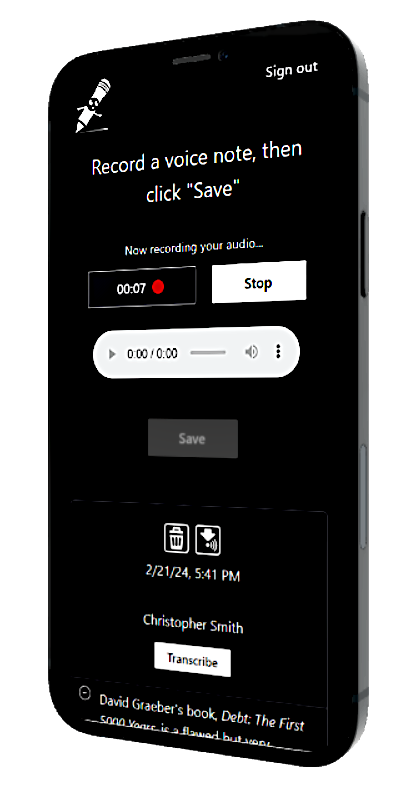 Sign out
Record a voice note, then
click "Save"
Now recording your audio...
00:07
Stop
0:00 / 0:00
Save
2/21/24, 5:41 PM
Christopher Smith
Transcribe
David Graeber's book, Debt: The First
5000 Years, is a flawed but very